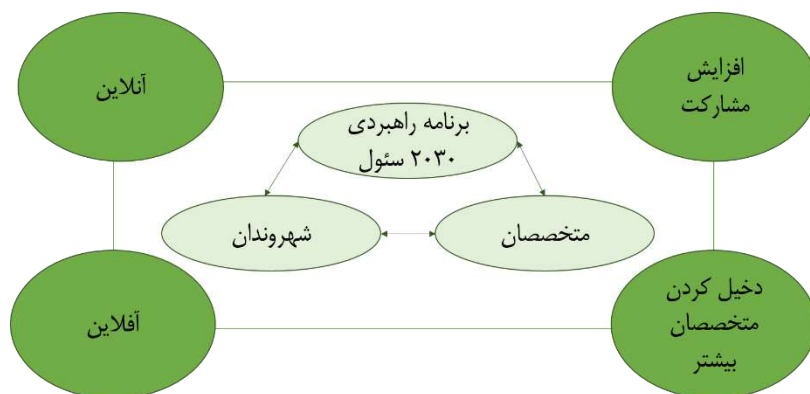 افزایش
مشارکت
آنلاین
برنامه راهبردی
۲۰۳۰ سئول
متخصصان
شهروندان
دخیل کردن
متخصصان
بیشتر
آفلاین